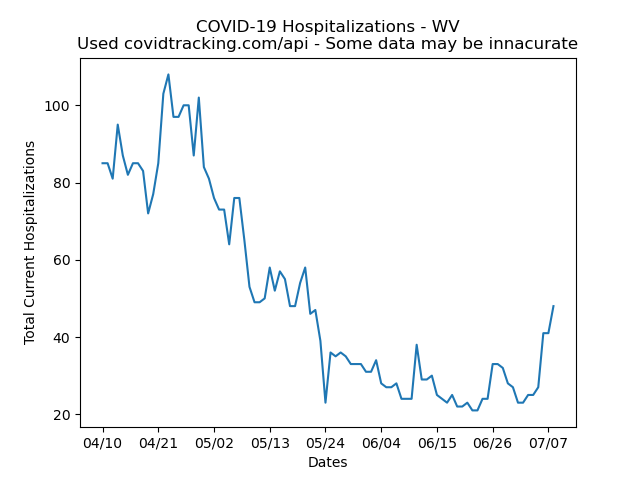 COVID-19 Hospitalizations - WV
Used covidtracking.com/api - Some data may be innacurate
Total Current Hospitalizations
100
80
60
40
20
04/10 04/21 05/02 05/13 05/24 06/04 06/15 06/26 07/07
Dates